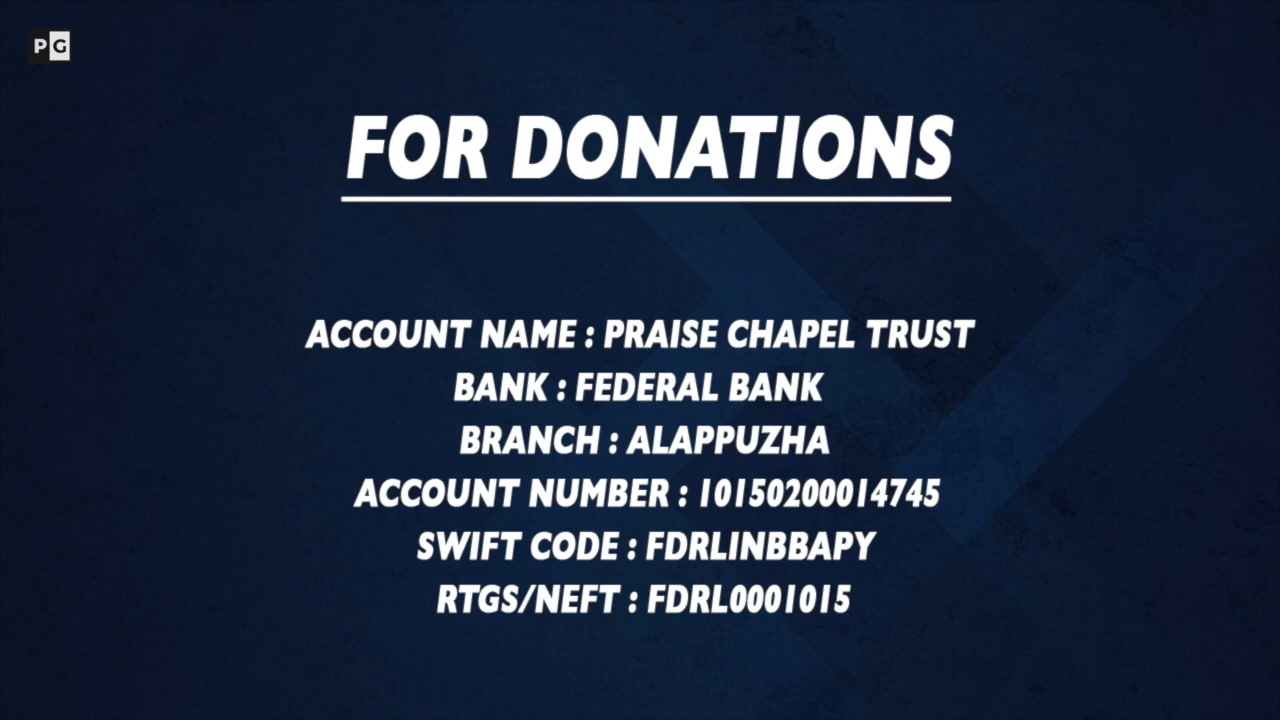 PG
FOR DONATIONS
ACCOUNT NAME : PRAISE CHAPEL TRUST
BANK : FEDERAL BANK
BRANCH : ALAPPUZHA
ACCOUNT NUMBER : 10150200014745
SWIFT CODE : FDRLINBBAPY
RTGS/NEFT : FDRL0001015